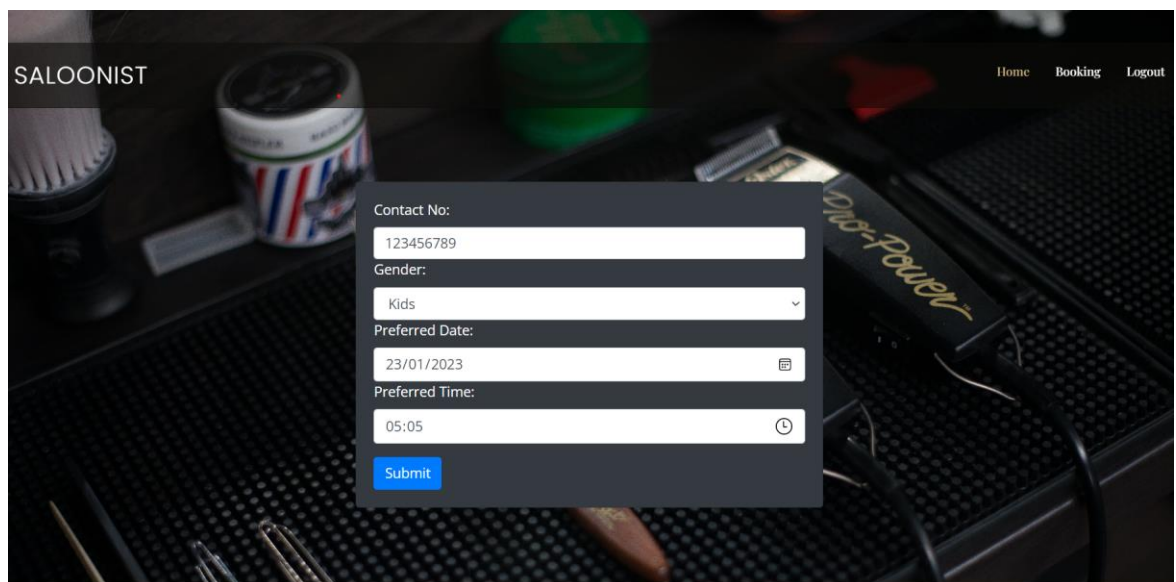 SALOONIST
Home Booking Logout
Contact No:
123456789
Gender:
Kids
Preferred Date:
23/01/2023
Preferred Time:
05:05
Submit
Pro-Power